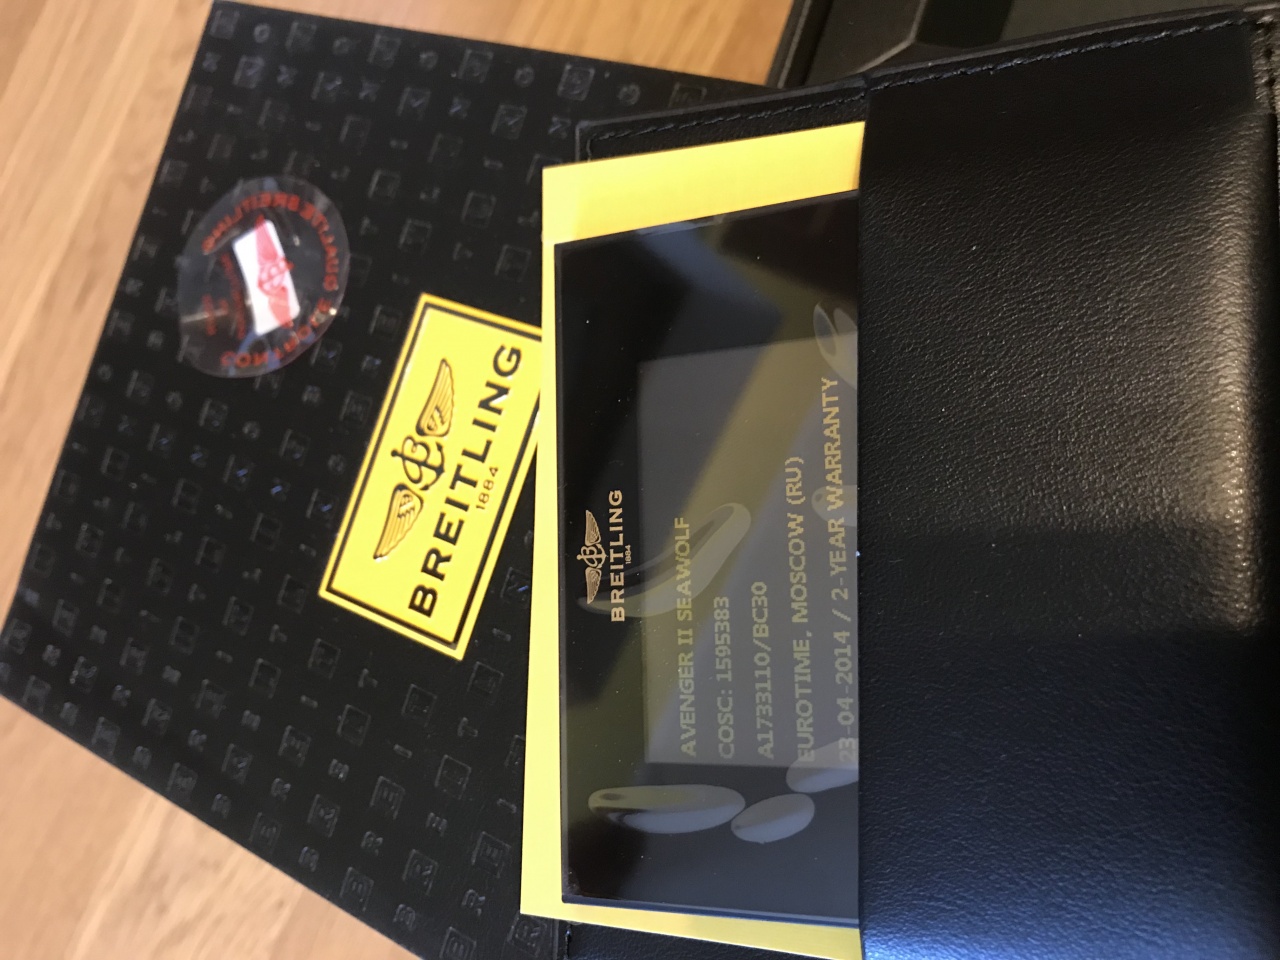 BREITLING
1884
BREITLING
1884
AVENGER II SEAWOLF
COSC: 1595383
A1733110/BC30
EUROTIME, MOSCOW (RU)
23-04-2014 / 2-YEAR WARRANTY